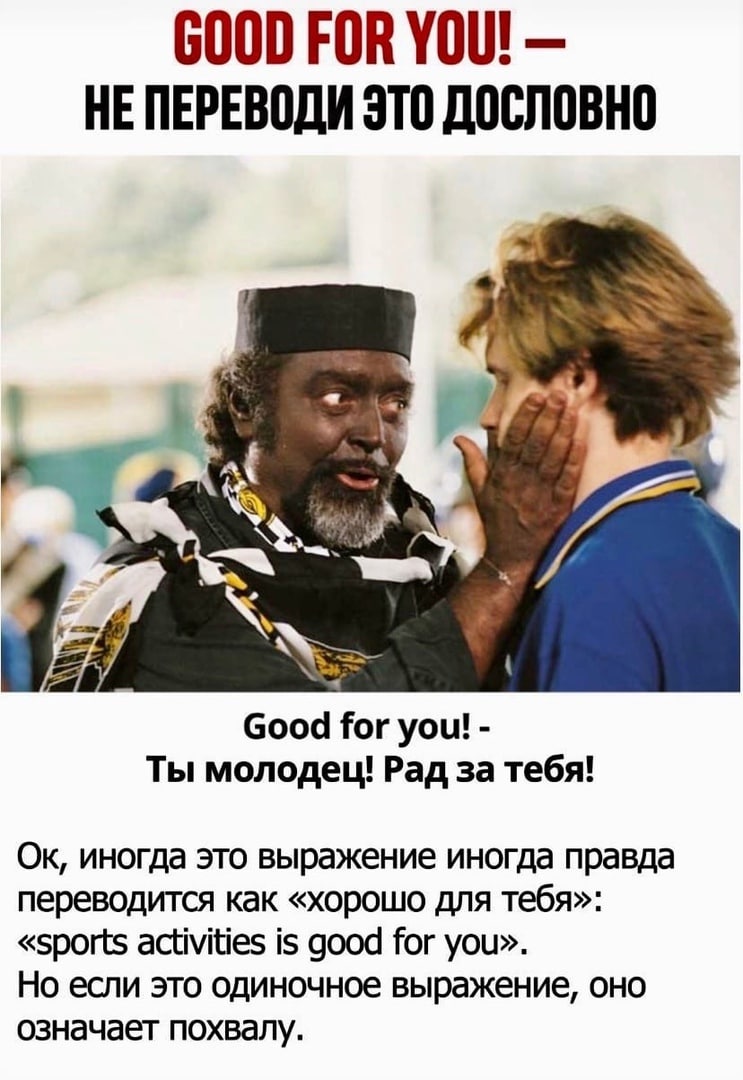 GOOD FOR YOU! –
НЕ ПЕРЕВОДИ ЭТО ДОСЛОВНО
Good for you! -
Ты молодец! Рад за тебя!
Ок, иногда это выражение иногда правда
переводится как «хорошо для тебя»:
«sports activities is good for you».
Но если это одиночное выражение, оно
означает похвалу.